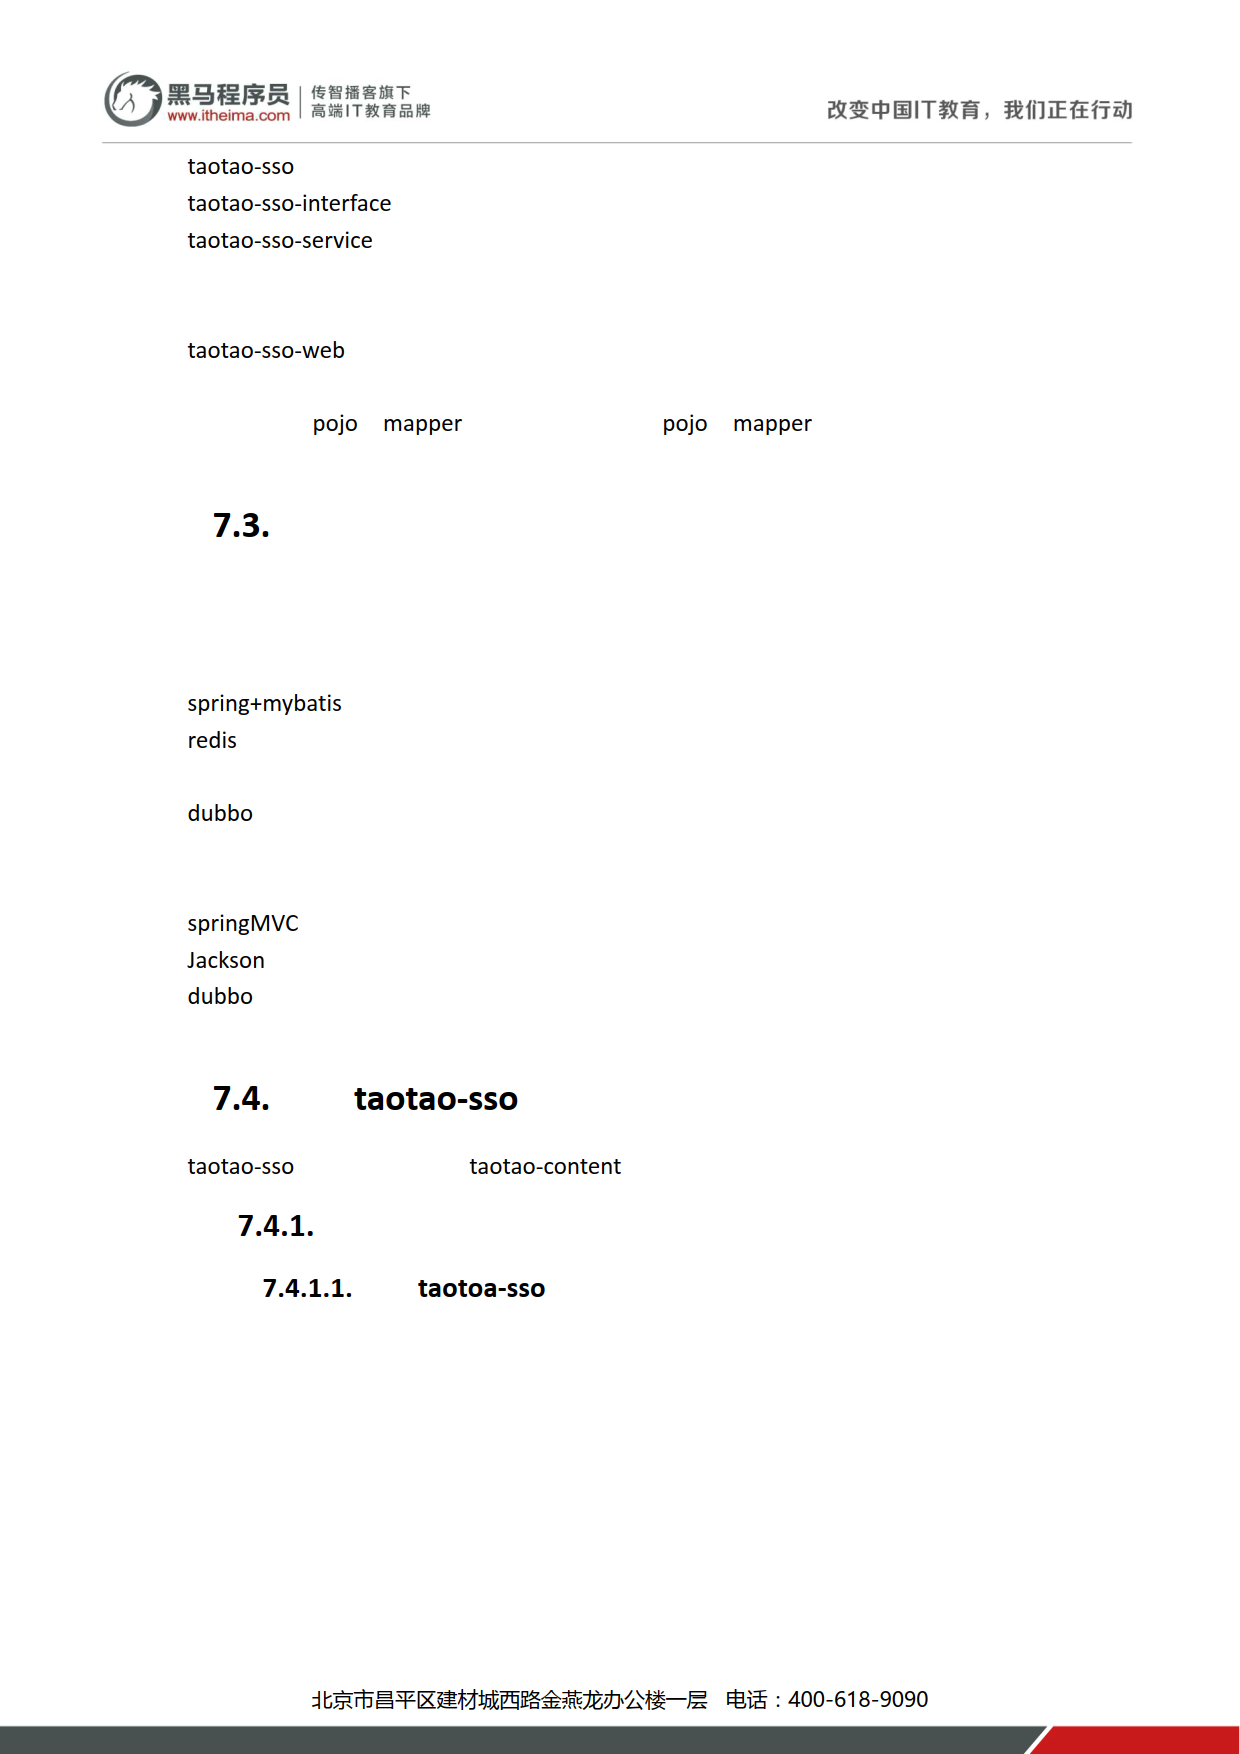 黑马程序员 传智播客旗下
www.itheima.com 高端IT教育品牌
改变中国IT教育，我们正在行动
taotao-sso
taotao-sso-interface
taotao-sso-service
taotao-sso-web
pojo mapper pojo mapper
7.3.
spring+mybatis
redis
dubbo
springMVC
Jackson
dubbo
7.4. taotao-sso
taotao-sso taotao-content
7.4.1.
7.4.1.1. taotoa-sso
北京市昌平区建材城西路金燕龙办公楼一层 电话：400-618-9090